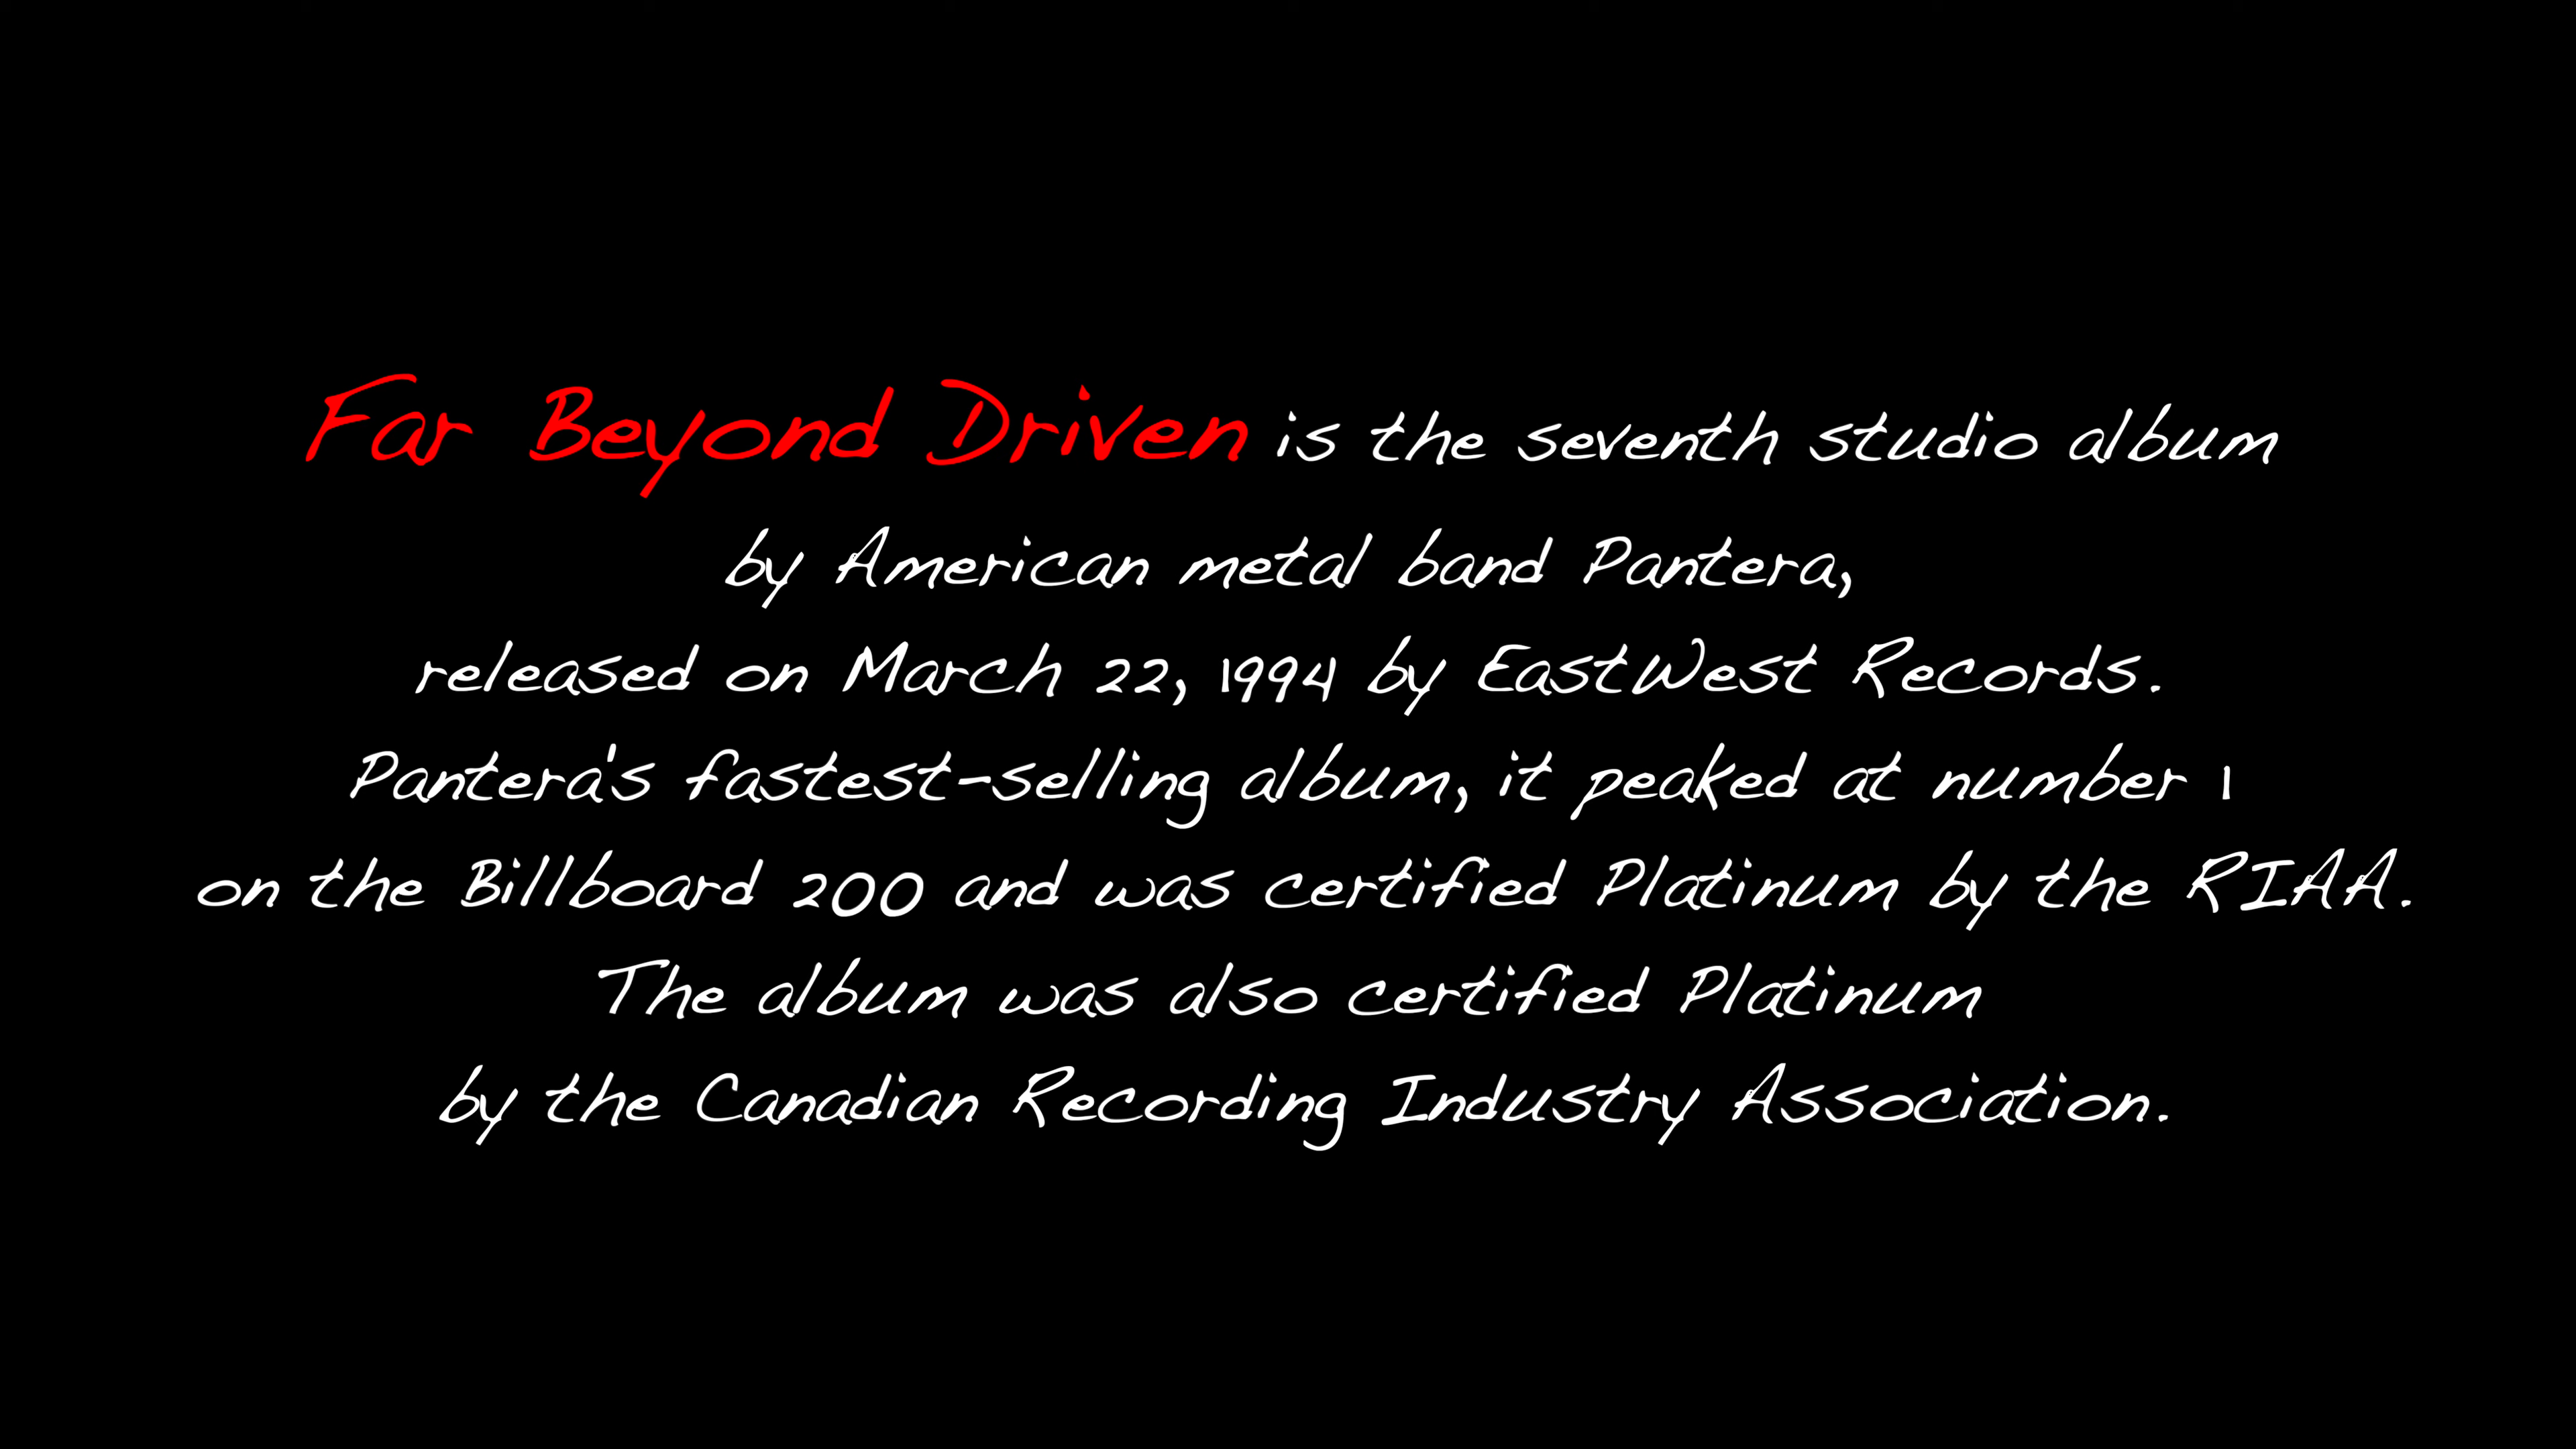 Far Beyond Driven is the seventh studio album
by American metal band Pantera,
released on March 22, 1994 by EastWest Records.
Pantera's fastest-selling album, it peaked at number 1
on the Billboard 200 and was certified Platinum by the RIAA.
The album was also certified Platinum
by the Canadian Recording Industry Association.